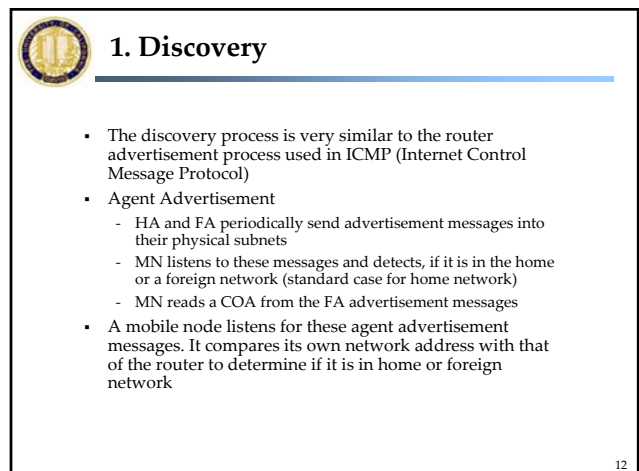 1. Discovery
▪ The discovery process is very similar to the router
advertisement process used in ICMP (Internet Control
Message Protocol)
▪ Agent Advertisement
- HA and FA periodically send advertisement messages into
their physical subnets
- MN listens to these messages and detects, if it is in the home
or a foreign network (standard case for home network)
- MN reads a COA from the FA advertisement messages
▪ A mobile node listens for these agent advertisement
messages. It compares its own network address with that
of the router to determine if it is in home or foreign
network
12